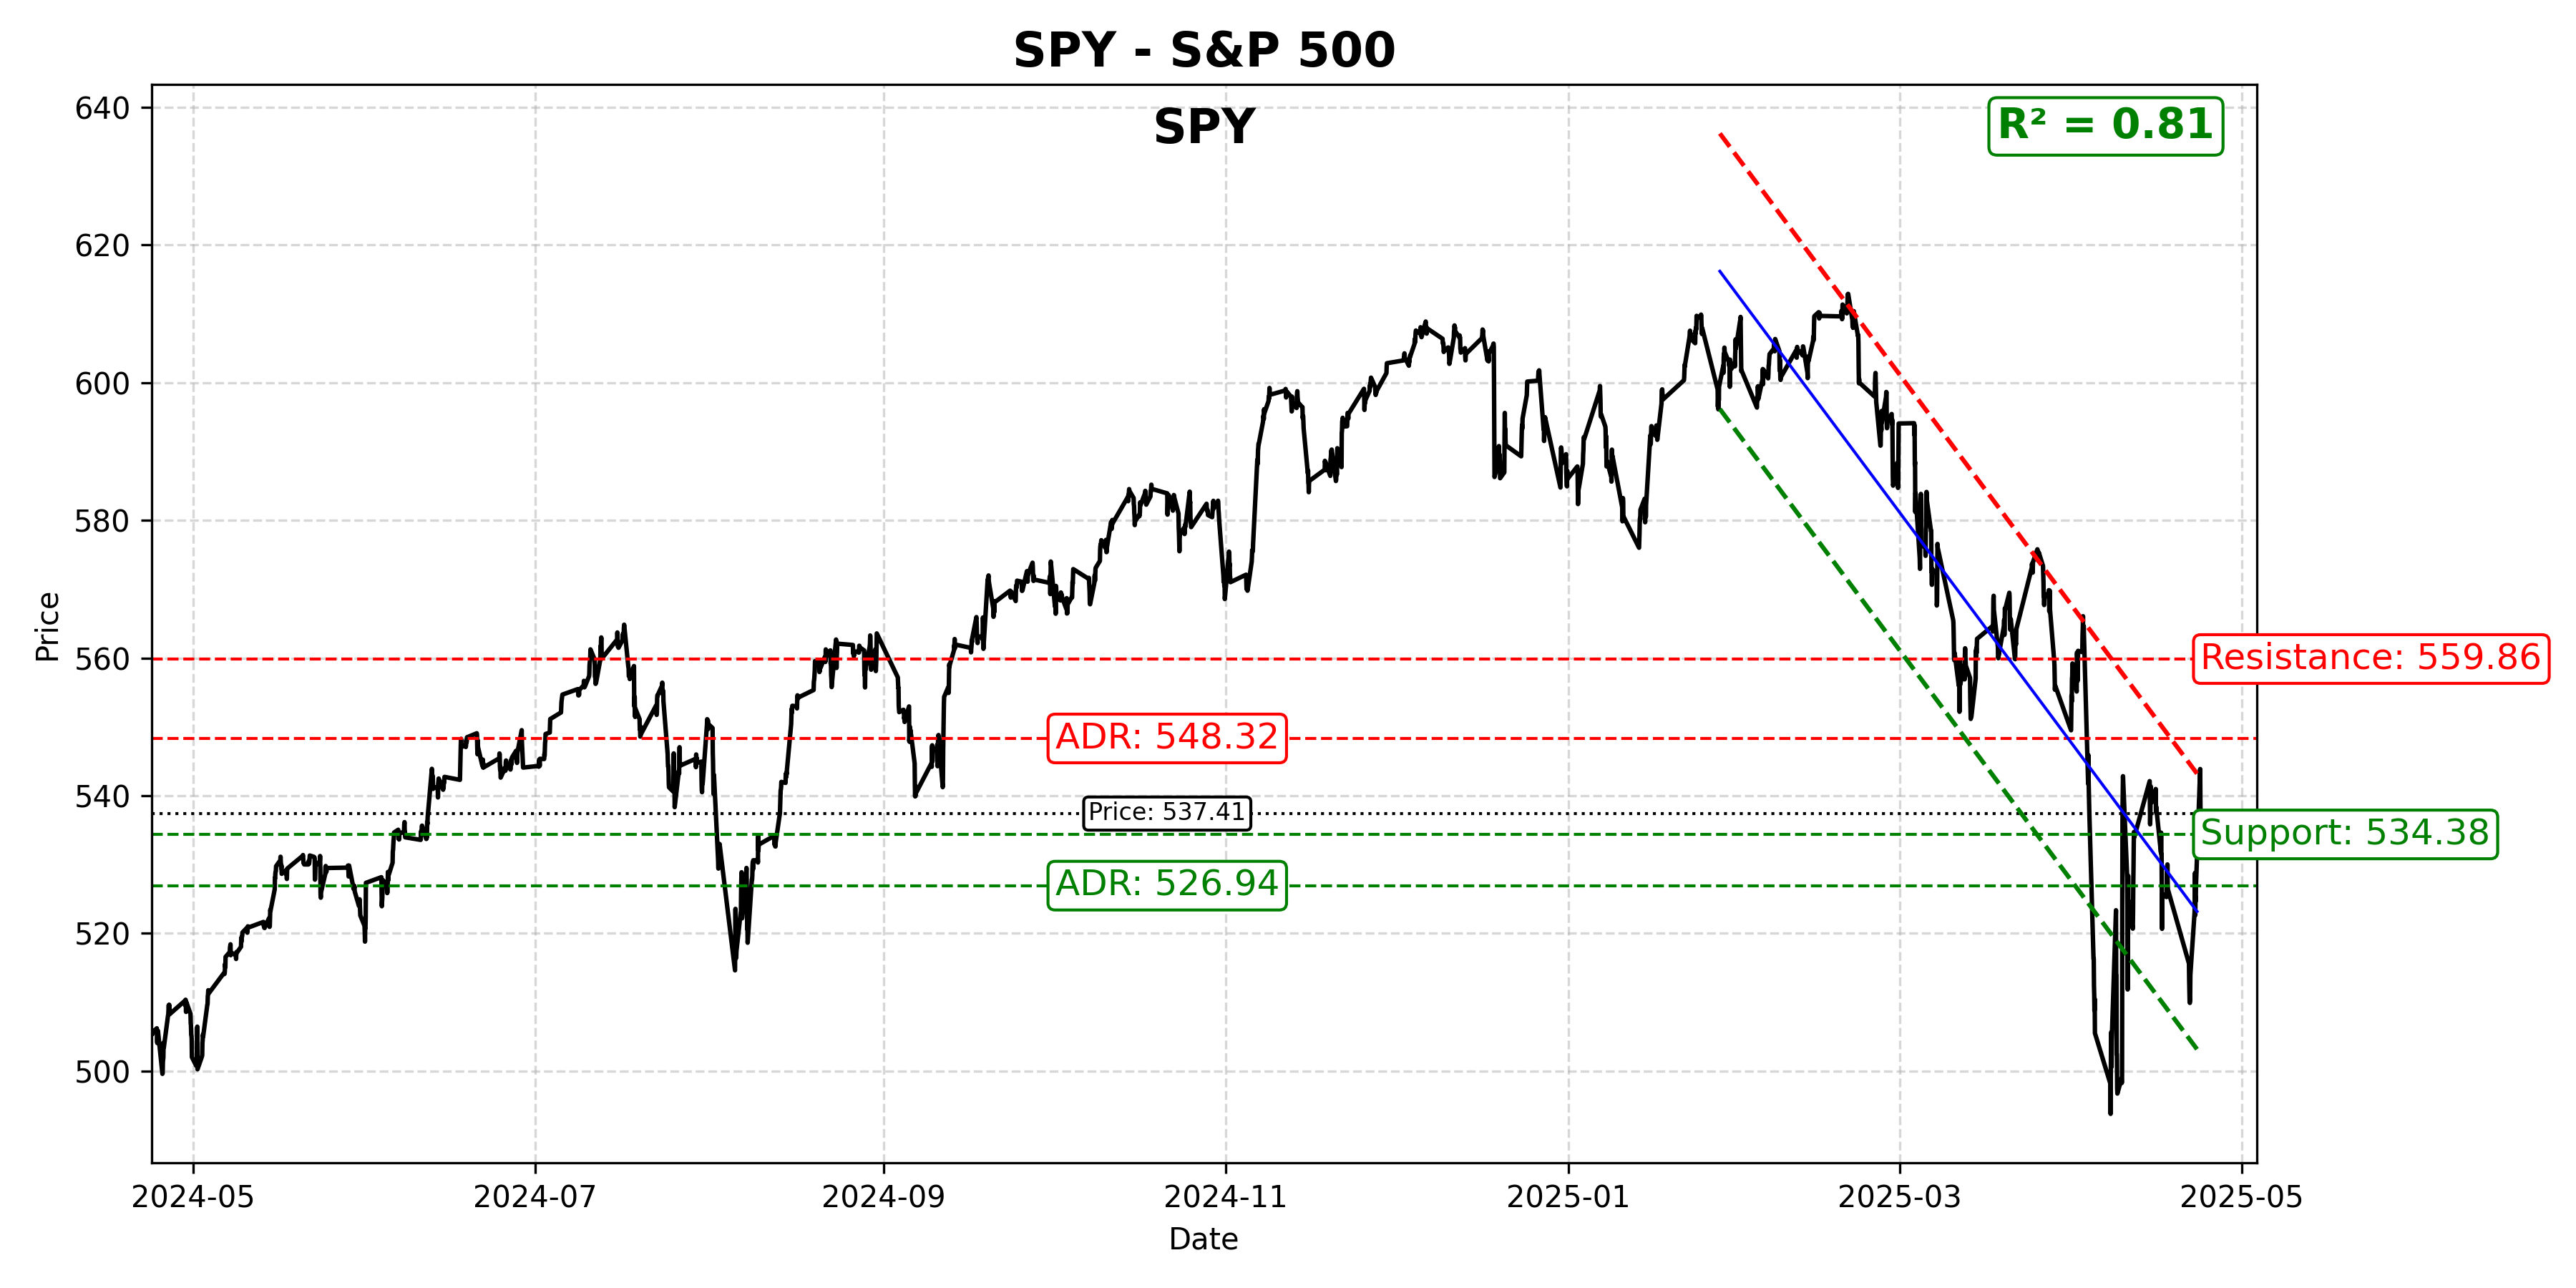 SPY - S&P 500
SPY
R² = 0.81
640
620
600
580
560
540
520
500
Price
Resistance: 559.86
ADR: 548.32
Price: 537.41
Support: 534.38
ADR: 526.94
2024-05
2024-07
2024-09
2024-11
2025-01
2025-03
2025-05
Date